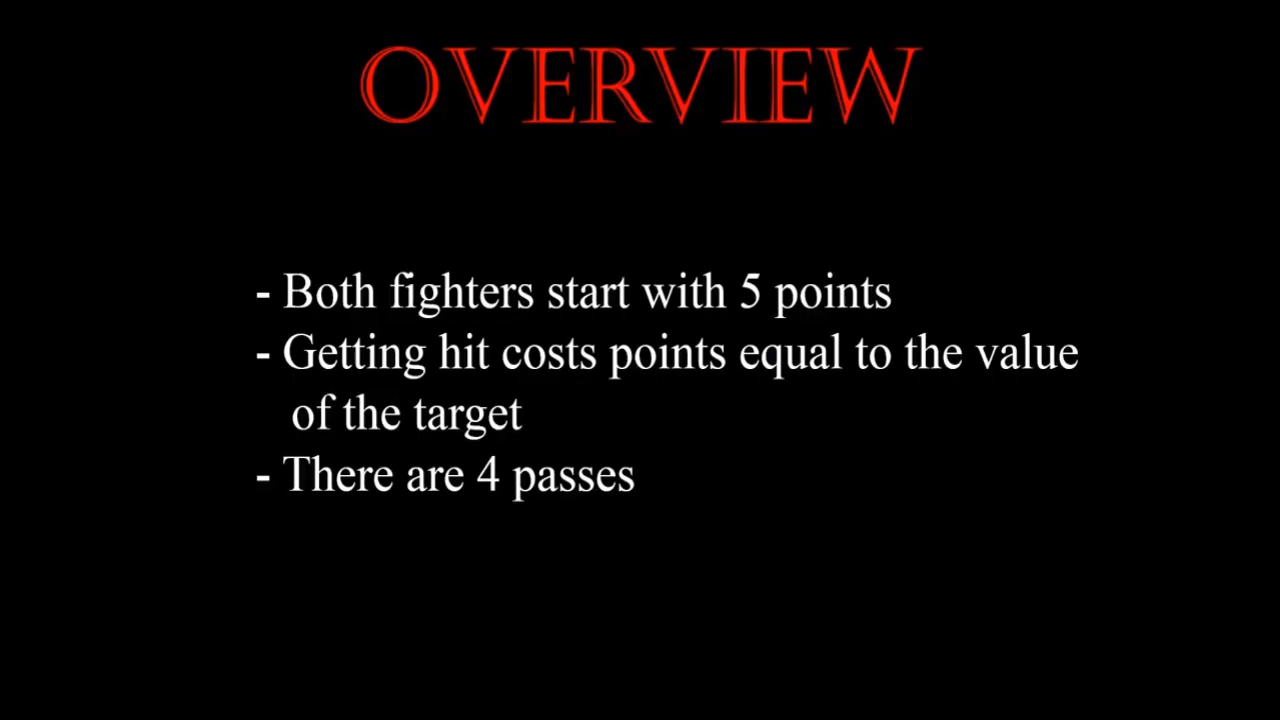 OVERVIEW
- Both fighters start with 5 points
- Getting hit costs points equal to the value
of the target
- There are 4 passes